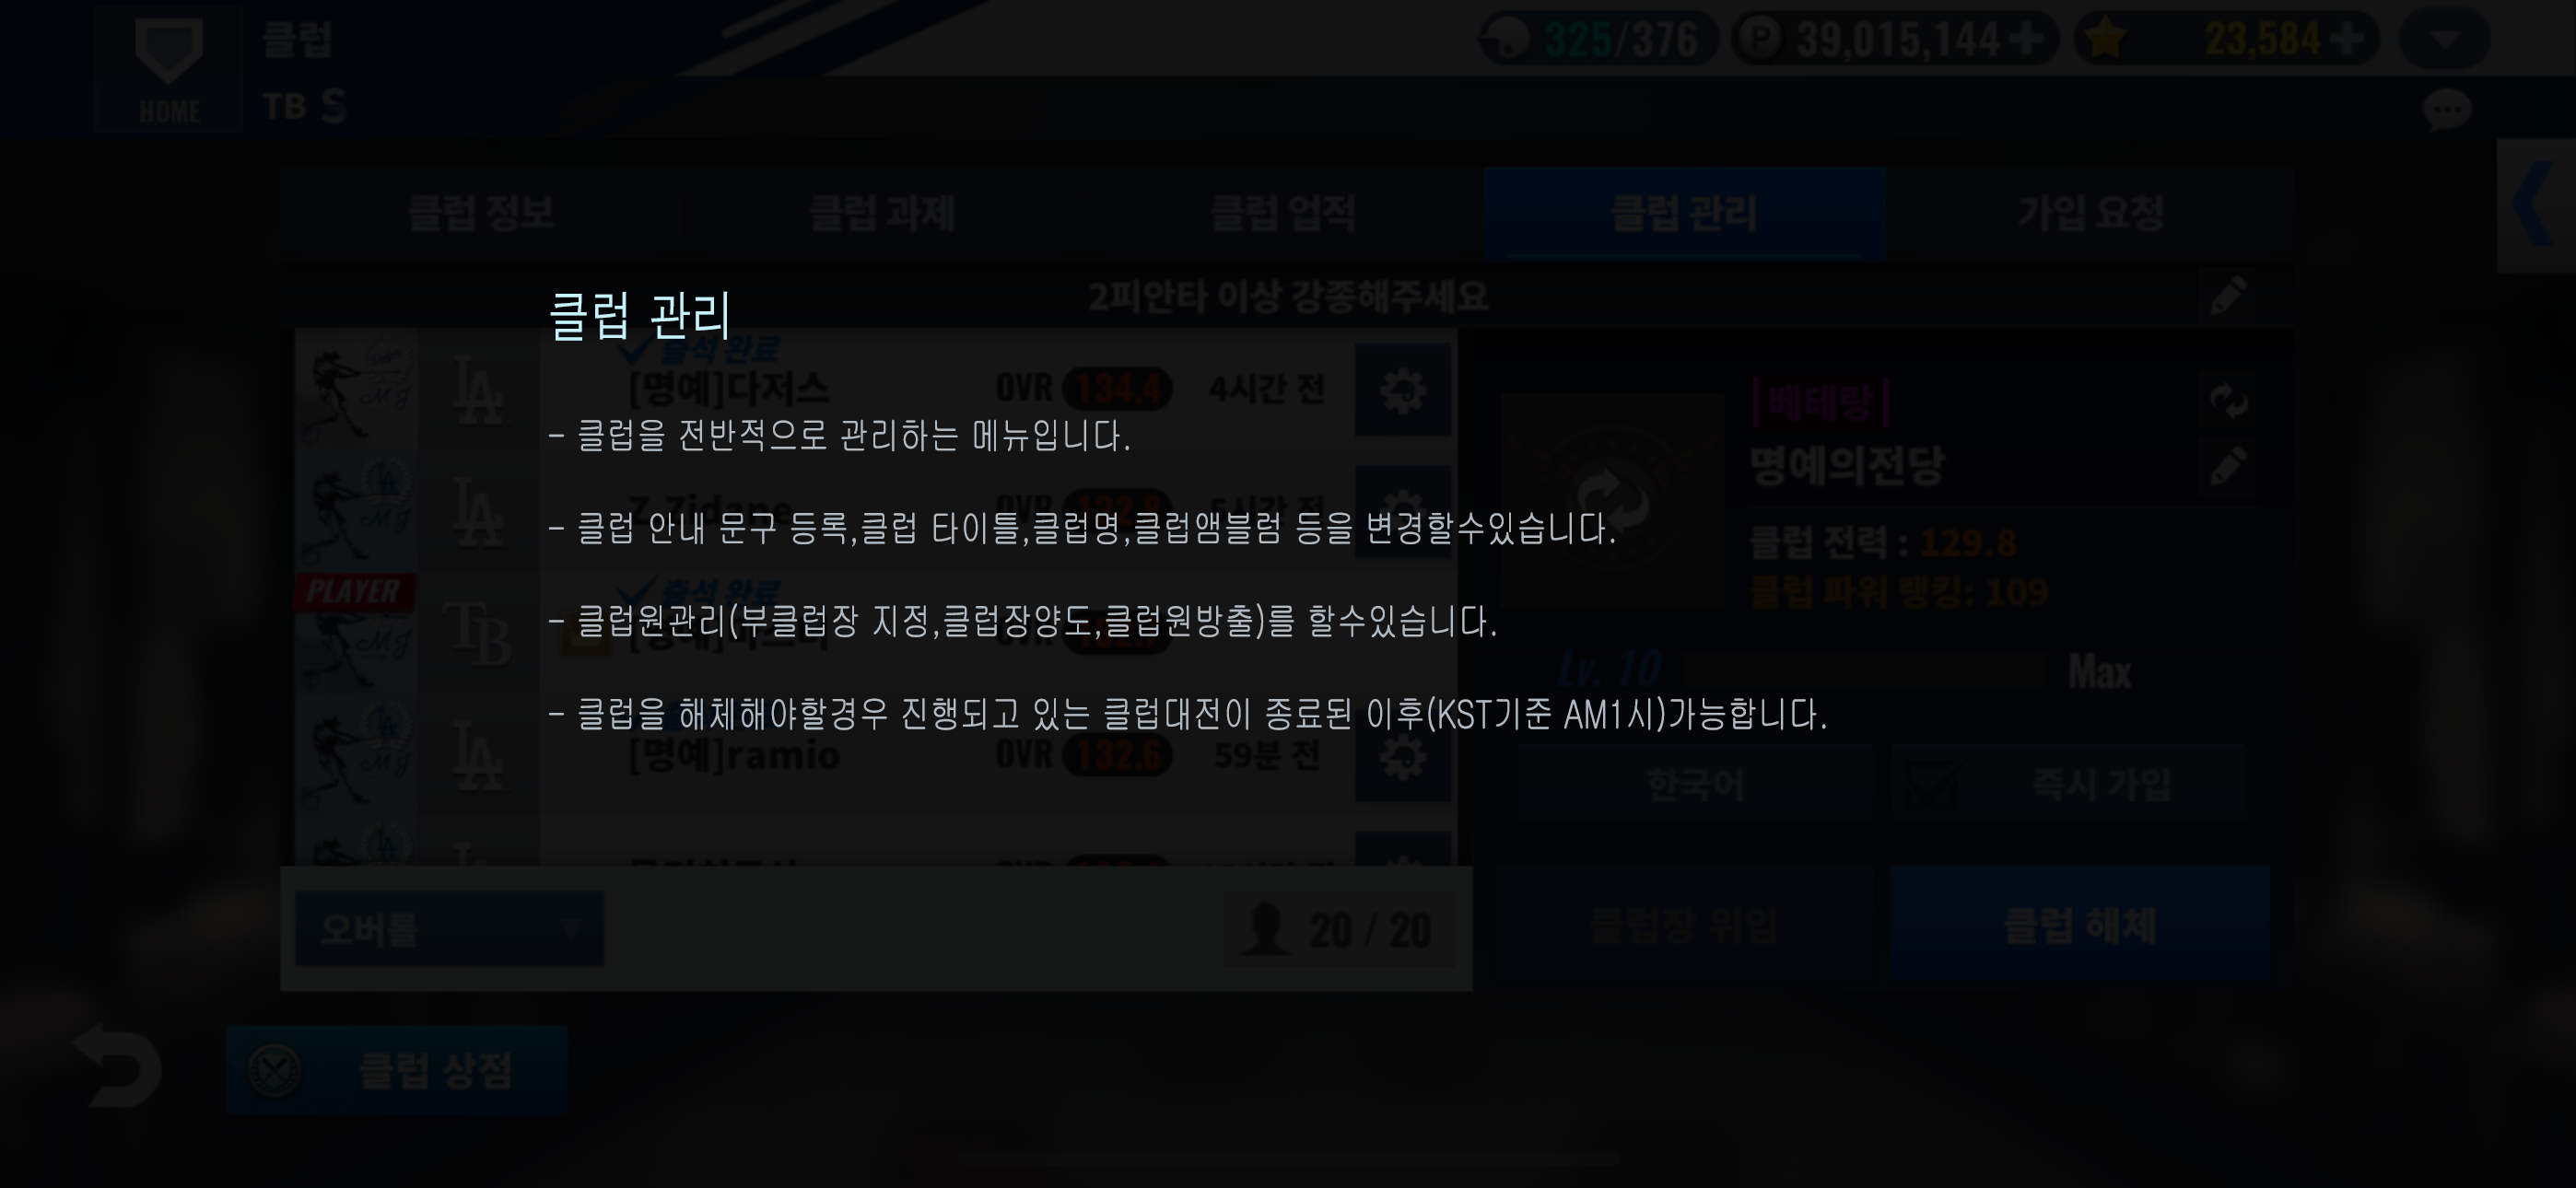 클럽
325/376
39,015,144
23,584
HOME
TB S
클럽 정보
클럽 과제
클럽 업적
클럽 관리
가입 요청
2피안타 이상 강종해주세요
클럽 관리
출석 완료
[명예]다저스
OVR 134.4
4시간 전
- 클럽을 전반적으로 관리하는 메뉴입니다.
Z.Zidane
OVR
5시간 전
- 클럽 안내 문구 등록,클럽 타이틀,클럽명,클럽앰블럼 등을 변경할수있습니다.
PLAYER
출석 완료
- 클럽원관리(부클럽장 지정,클럽장양도,클럽원방출)를 할수있습니다.
- 클럽을 해체해야할경우 진행되고 있는 클럽대전이 종료된 이후(KST기준 AM1시)가능합니다.
[명예]ramio
OVR 132.6
59분 전
|베테랑|
명예의전당
클럽 전력 : 129.8
클럽 파워 랭킹: 109
Lv. 10
Max
한국어
즉시 가입
오버롤
20 / 20
클럽장 위임
클럽 해체
클럽 상점